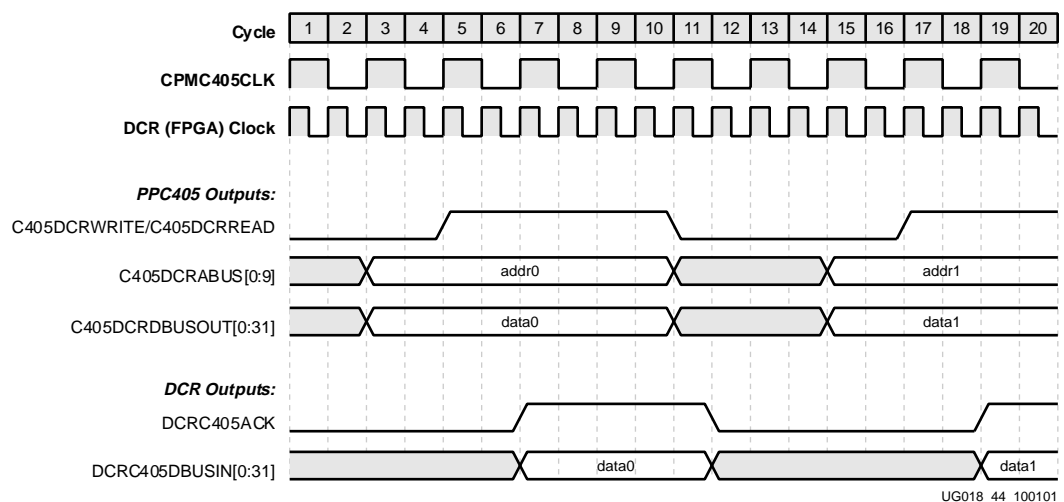 Cycle 1 2 3 4 5 6 7 8 9 10 11 12 13 14 15 16 17 18 19 20
CPMC405CLK
DCR (FPGA) Clock
PPC405 Outputs:
C405DCRWRITE/C405DCRREAD
C405DCRABUS[0:9] addr0 addr1
C405DCRDBUSOUT[0:31] data0 data1
DCR Outputs:
DCRC405ACK
DCRC405DBUSIN[0:31] data0 data1
UG018_44_100101